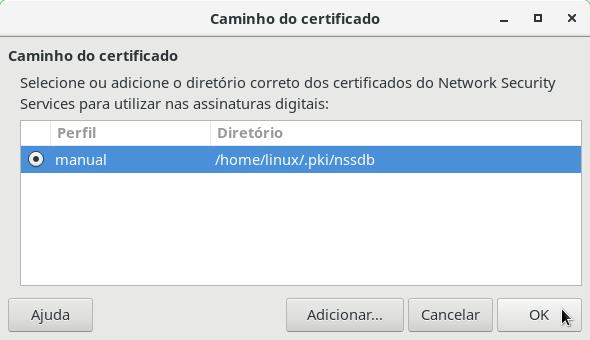 Caminho do certificado
Caminho do certificado
Selecione ou adicione o diretório correto dos certificados do Network Security
Services para utilizar nas assinaturas digitais:
Perfil Diretório
manual /home/linux/.pki/nssdb
Ajuda Adicionar... Cancelar OK